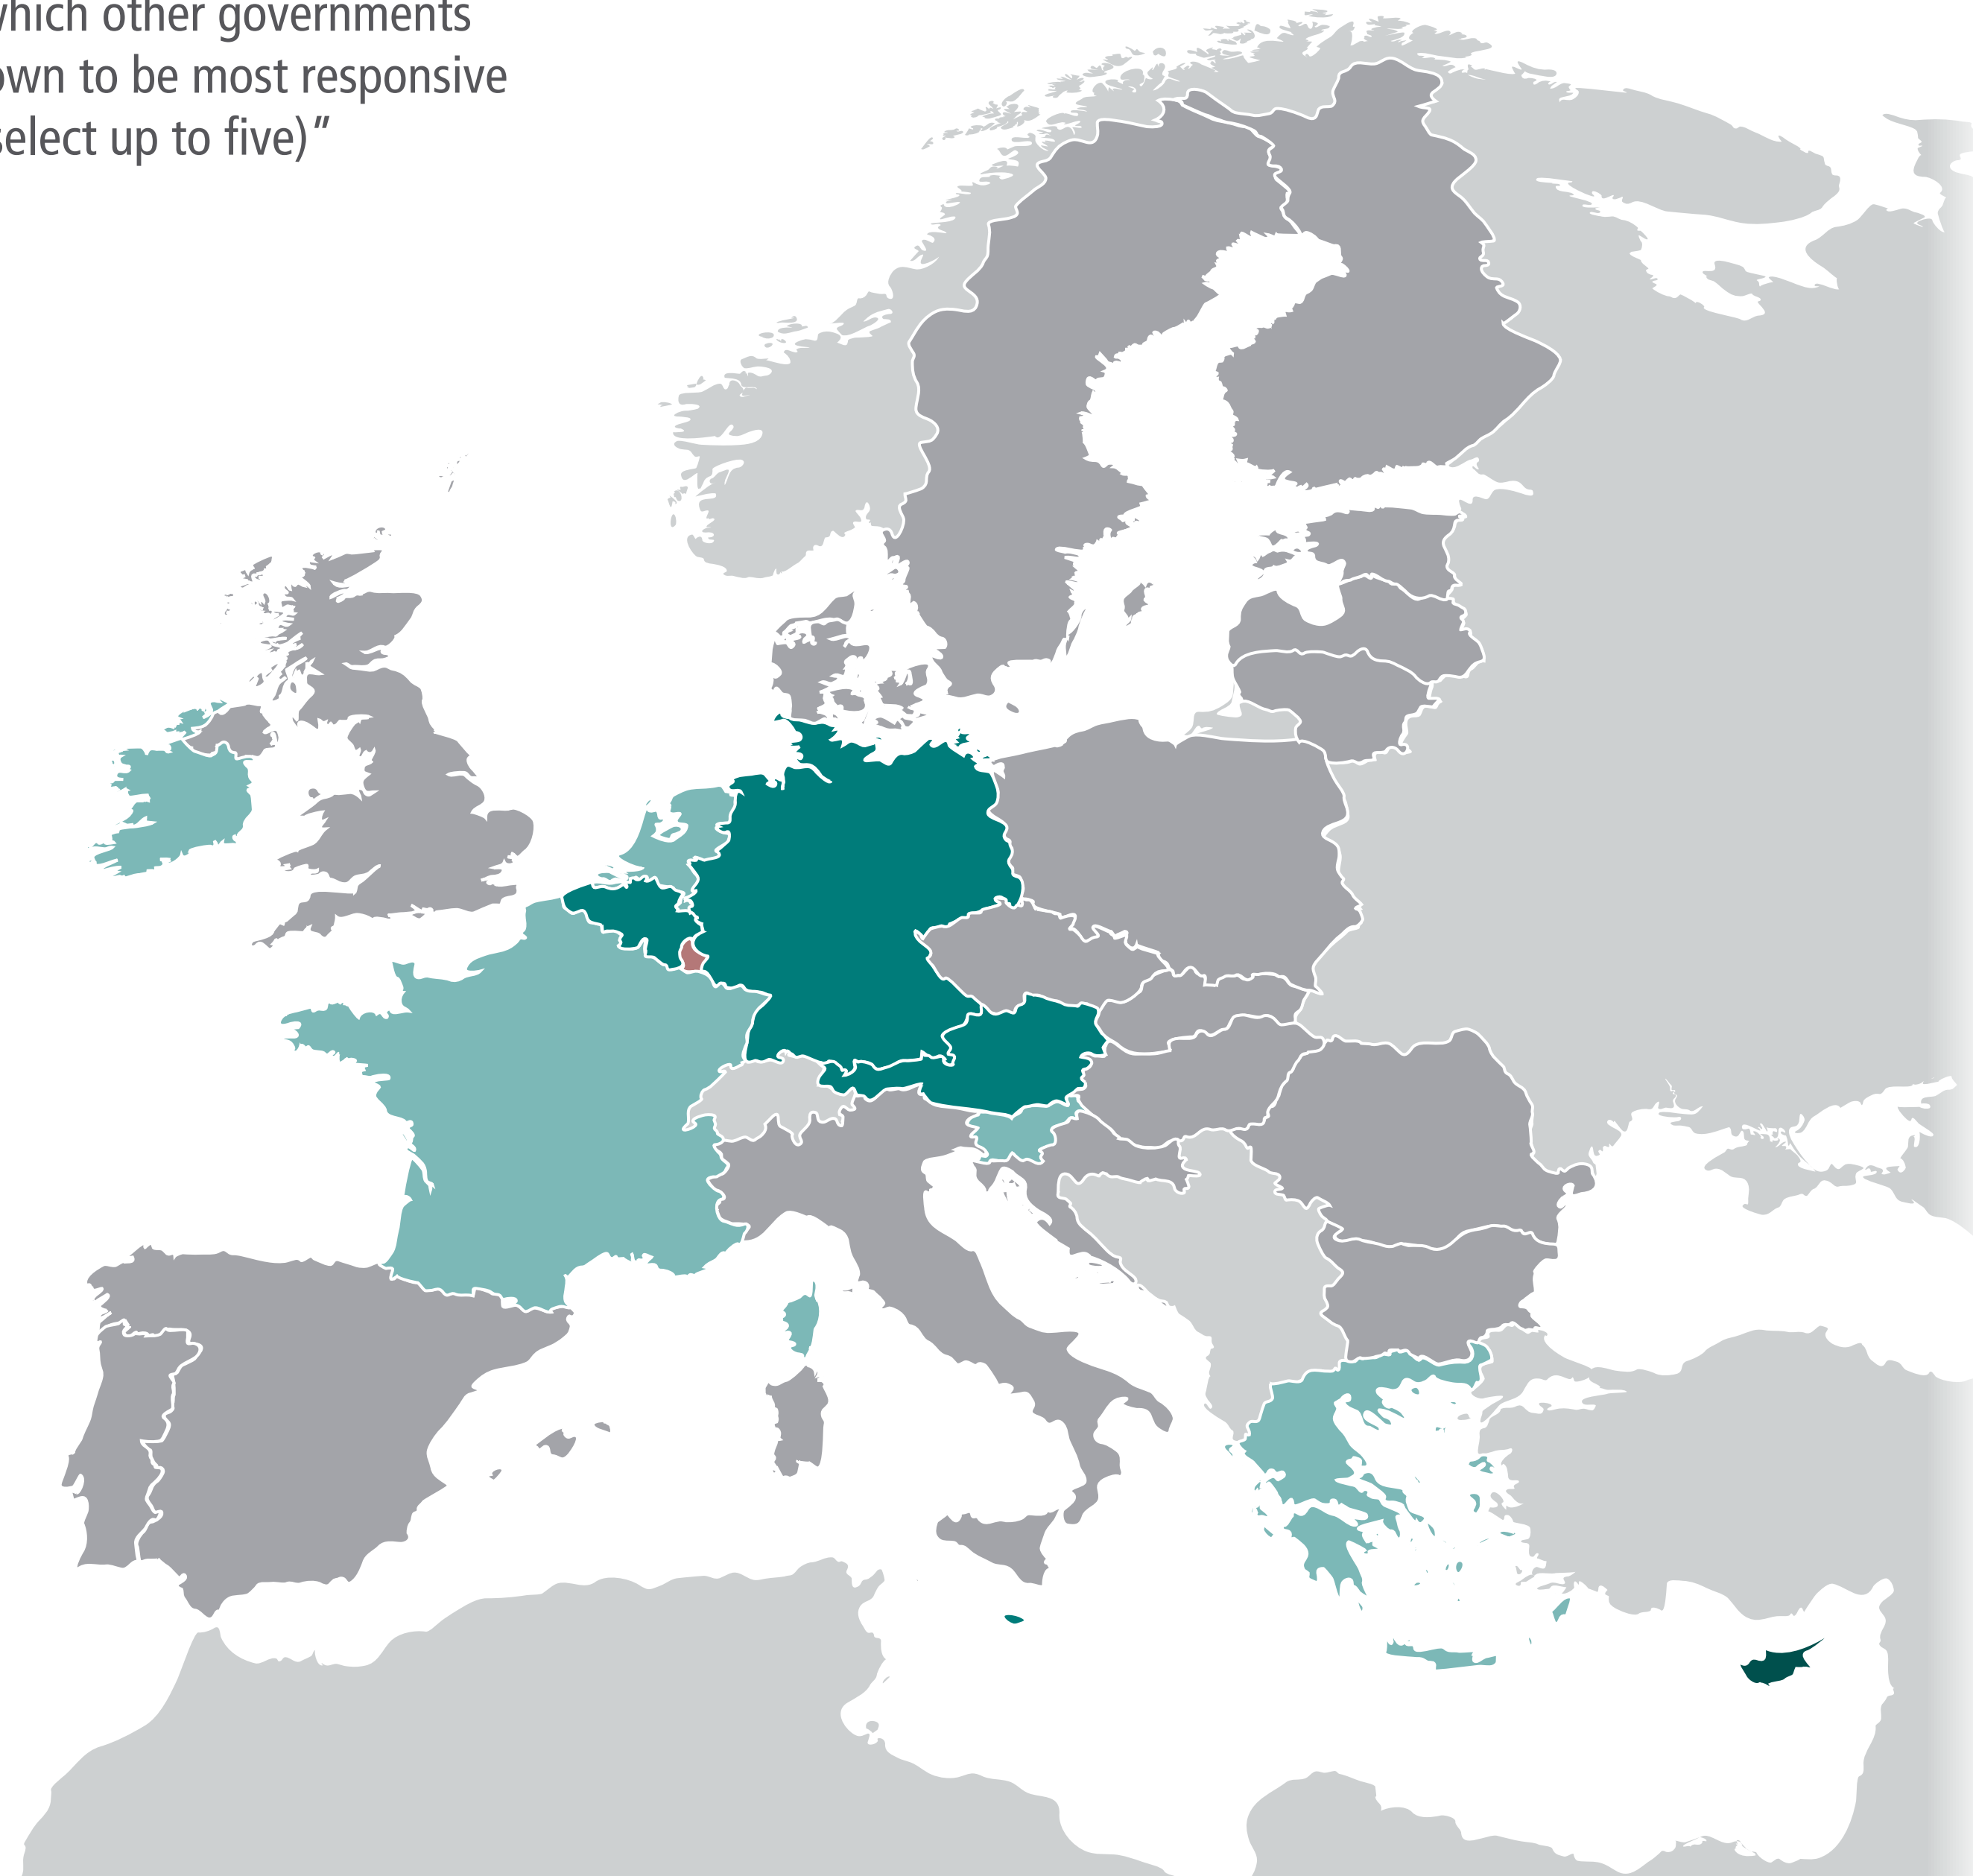 which other governments
own to be most responsive
select up to five)”